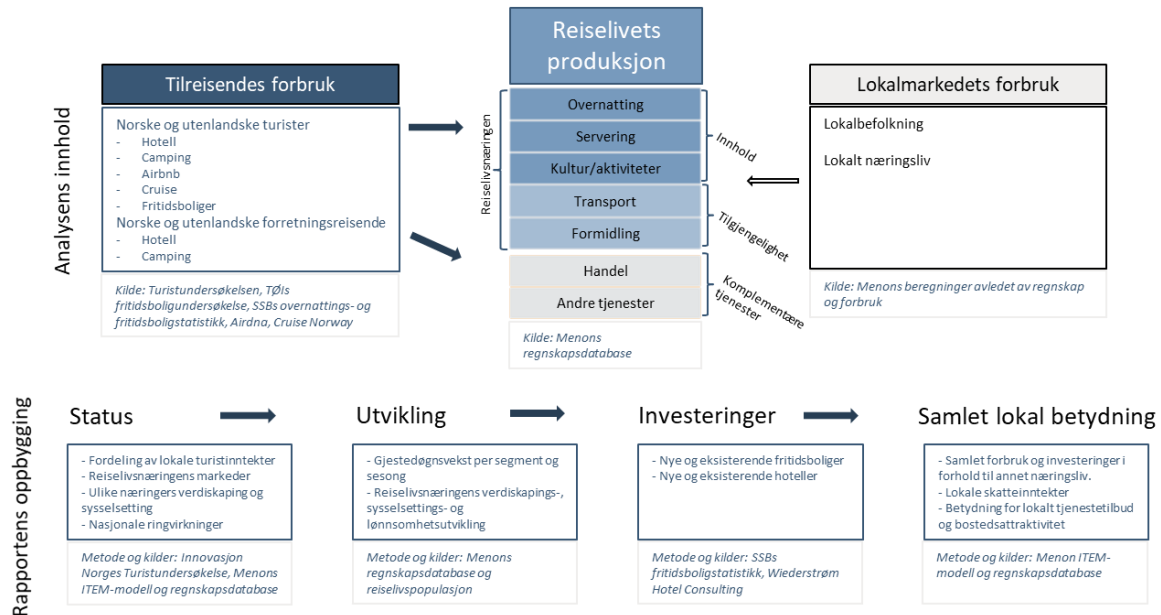 Analysens innhold
Tilreisendes forbruk
Norske og utenlandske turister
- Hotell
- Camping
- Airbnb
- Cruise
- Fritidsboliger
Norske og utenlandske forretningsreisende
- Hotell
- Camping
Kilde: Turistundersøkelsen, TØIs
fritidsboligundersøkelse, SSBs overnattings- og
fritidsboligstatistikk, Airdna, Cruise Norway
Reiselivets
produksjon
Reiselivsnæringen
Overnatting
Servering
Kultur/aktiviteter
Transport
Formidling
Handel
Andre tjenester
Innhold
Tilgjengelighet
Komplementære
tjenester
Kilde: Menons
regnskapsdatabase
Lokalmarkedets forbruk
Lokalbefolkning
Lokalt næringsliv
Kilde: Menons beregninger avledet av regnskap
og forbruk
Rapportens oppbygging
Status
- Fordeling av lokale turistinntekter
- Reiselivsnæringens markeder
- Ulike næringers verdiskaping og
sysselsetting
- Nasjonale ringvirkninger
Metode og kilder: Innovasjon
Norges Turistundersøkelse, Menons
ITEM-modell og regnskapsdatabase
Utvikling
- Gjestedøgnsvekst per segment og
sesong
- Reiselivsnæringens verdiskapings-,
sysselsettings- og
lønnsomhetsutvikling
Metode og kilder: Menons
regnskapsdatabase og
reiselivspopulasjon
Investeringer
- Nye og eksisterende fritidsboliger
- Nye og eksisterende hoteller
Metode og kilder: SSBs
fritidsboligstatistikk, Wiederstrøm
Hotel Consulting
Samlet lokal betydning
- Samlet forbruk og investeringer i
forhold til annet næringsliv.
- Lokale skatteinntekter
- Betydning for lokalt tjenestetilbud
og bostedsattraktivitet
Metode og kilder: Menon ITEM-
modell og regnskapsdatabase